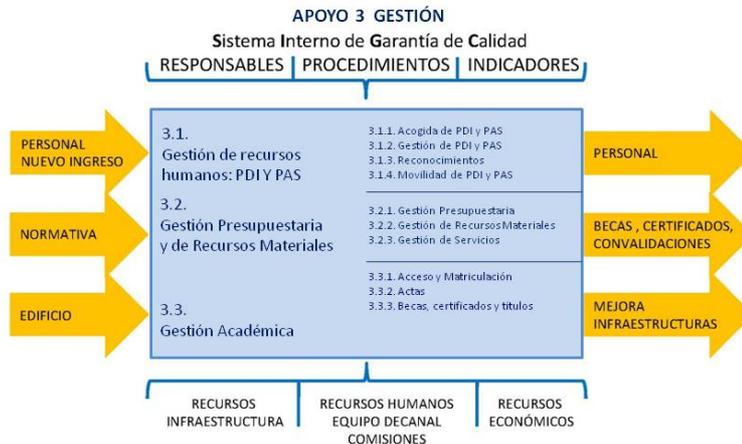 APOYO 3 GESTIÓN
Sistema Interno de Garantía de Calidad
RESPONSABLES PROCEDIMIENTOS INDICADORES
PERSONAL
NUEVO INGRESO
NORMATIVA
EDIFICIO
3.1.
Gestión de recursos
humanos: PDI Y PAS
3.2.
Gestión Presupuestaria
y de Recursos Materiales
3.3.
Gestión Académica
3.1.1. Acogida de PDI y PAS
3.1.2. Gestión de PDI y PAS
3.1.3. Reconocimientos
3.1.4. Movilidad de PDI y PAS
3.2.1. Gestión Presupuestaria
3.2.2. Gestión de Recursos Materiales
3.2.3. Gestión de Servicios
3.3.1. Acceso y Matriculación
3.3.2. Actas
3.3.3. Becas, certificados y títulos
PERSONAL
BECAS , CERTIFICADOS,
CONVALIDACIONES
MEJORA
INFRAESTRUCTURAS
RECURSOS
INFRAESTRUCTURA
RECURSOS HUMANOS
EQUIPO DECANAL
COMISIONES
RECURSOS
ECONÓMICOS